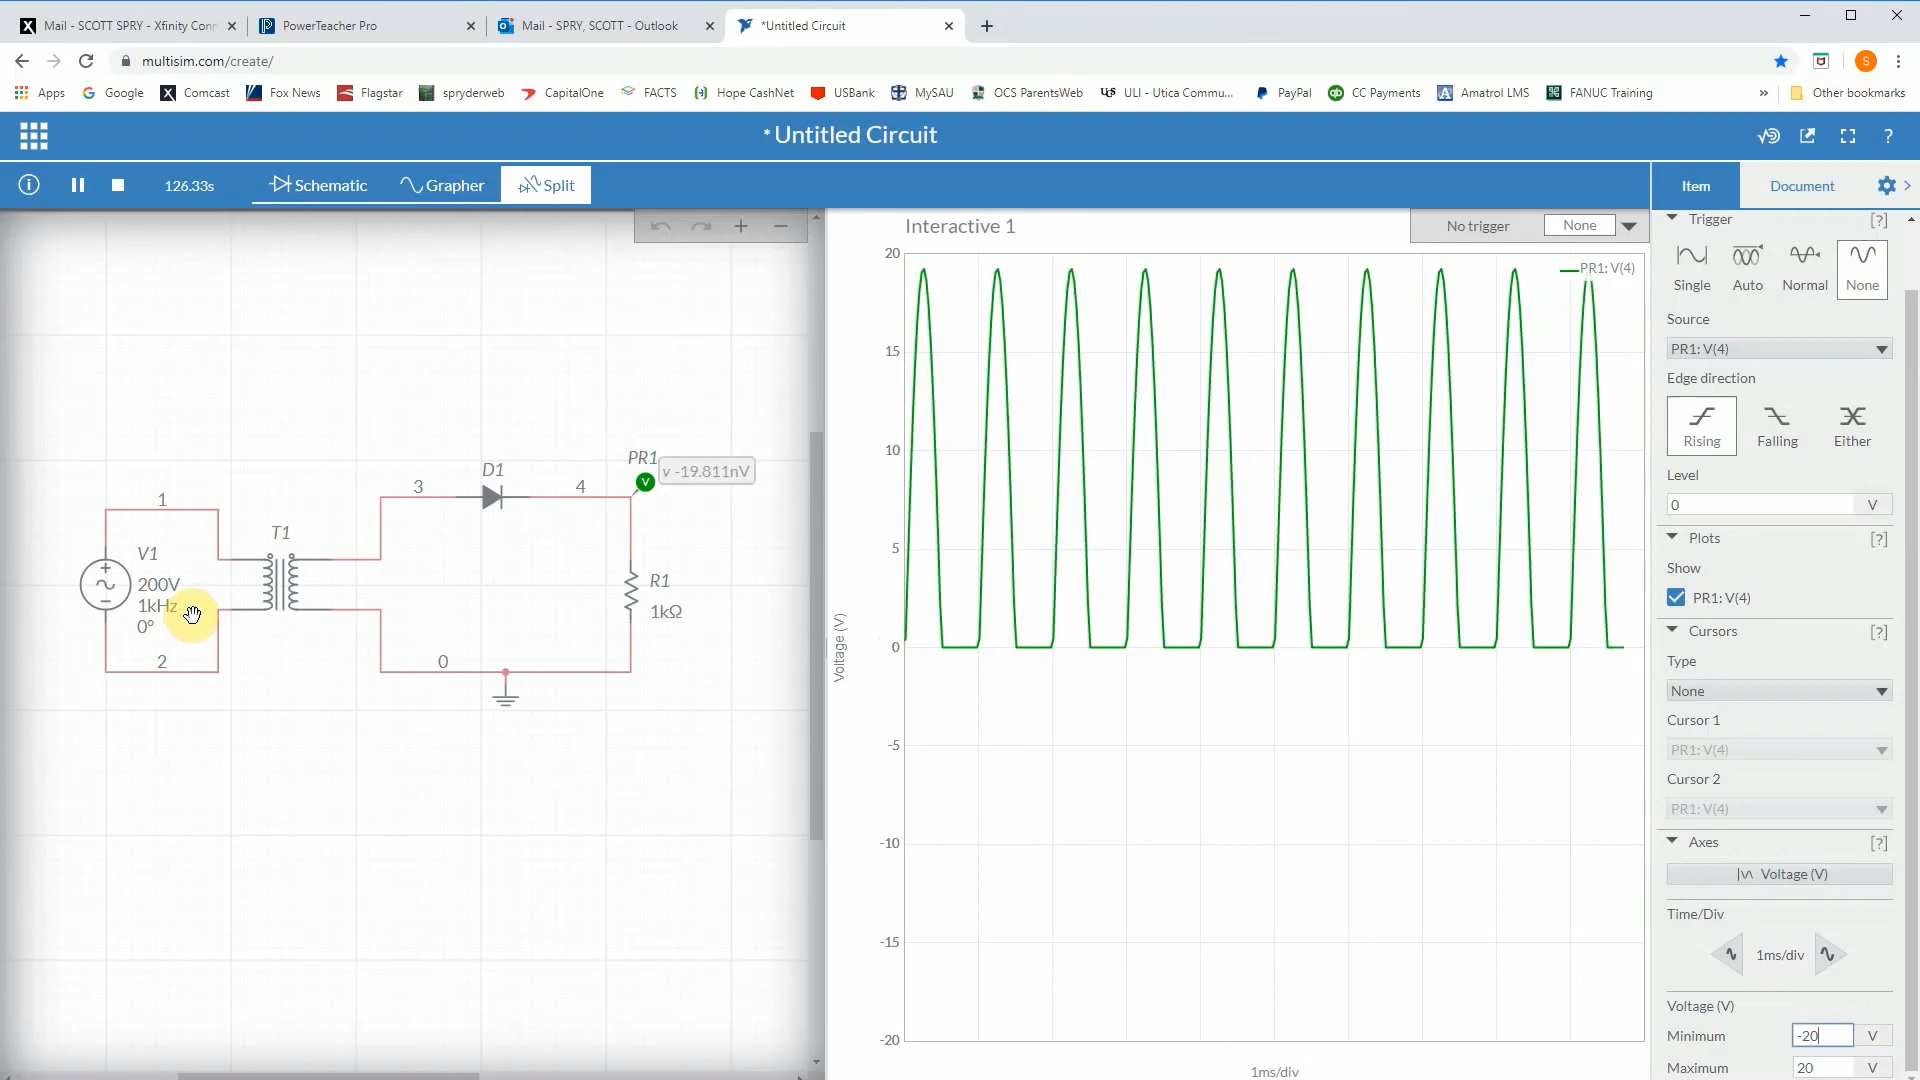 Mail - SCOTT SPRY - Xfinity Conn
PowerTeacher Pro
Mail - SPRY, SCOTT - Outlook
*Untitled Circuit
multisim.com/create/
S
Apps Google Comcast Fox News Flagstar spryderweb CapitalOne FACTS Hope CashNet USBank MySAU OCS ParentsWeb ULI - Utica Commu... PayPal CC Payments Amatrol LMS FANUC Training » Other bookmarks
*Untitled Circuit
?
126.33s
Schematic
Grapher
Split
Item
Document
Interactive 1
No trigger
None
Trigger [?]
Single Auto Normal None
Source
PR1: V(4)
Edge direction
Rising Falling Either
Level
0 V
Plots [?]
Show
PR1: V(4)
Cursors [?]
Type
None
Cursor 1
PR1: V(4)
Cursor 2
PR1: V(4)
Axes [?]
Voltage (V)
Time/Div
1ms/div
Voltage (V)
Minimum -20 V
Maximum 20 V
PR1
V
v -19.811nV
D1
3
4
1
T1
V1
200V
1kHz
0°
2
R1
1kΩ
0
PR1: V(4)
20
15
10
5
0
-5
-10
-15
-20
Voltage (V)
1ms/div